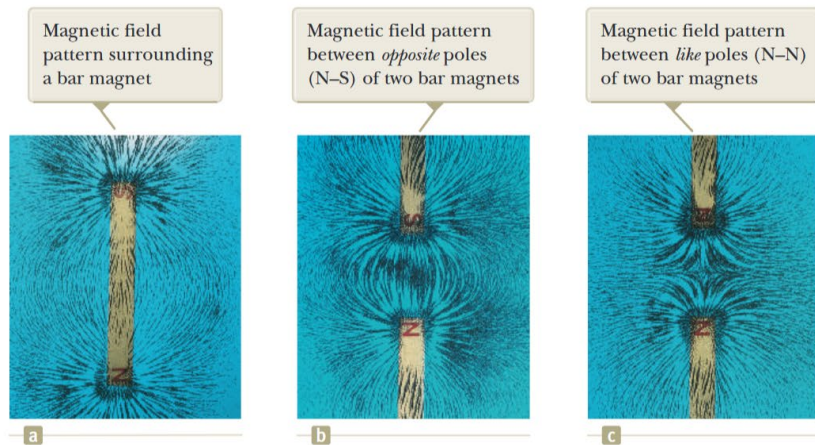 Magnetic field
pattern surrounding
a bar magnet
Magnetic field pattern
between opposite poles
(N–S) of two bar magnets
Magnetic field pattern
between like poles (N–N)
of two bar magnets
S
N
S
N
N
N
a
b
c